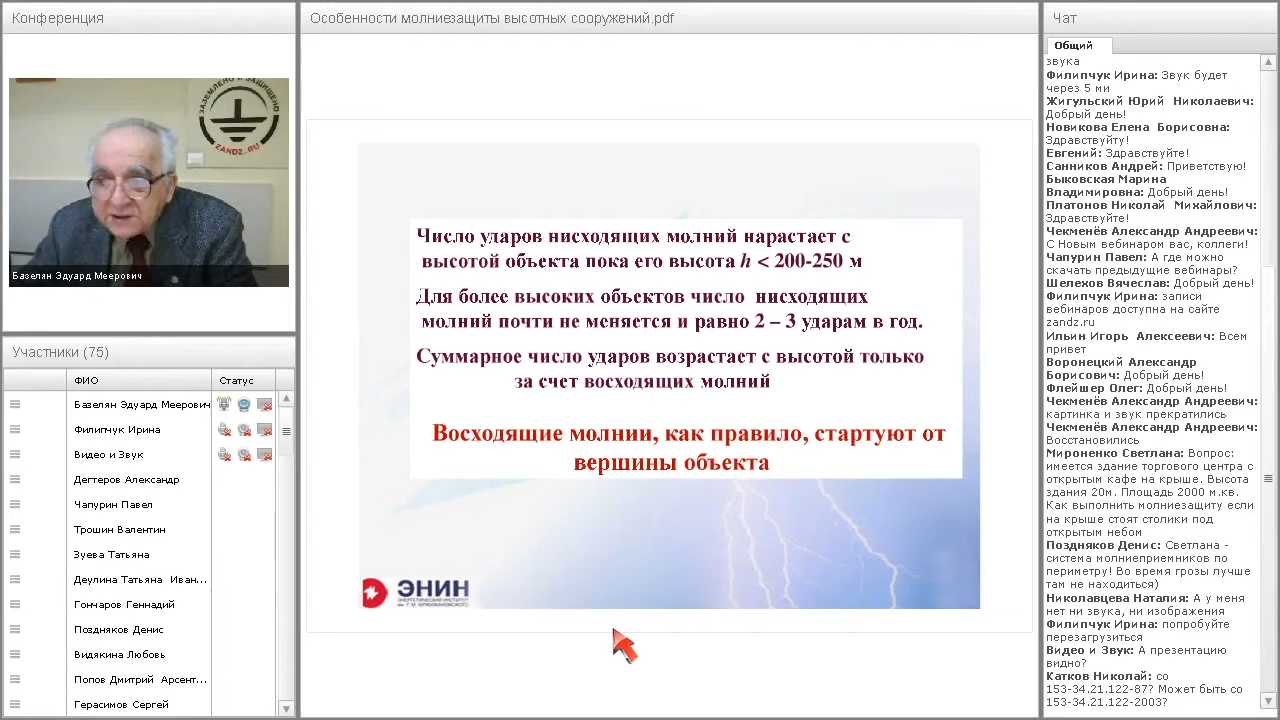 Конференция
ЗАЗЕМЛЕНО И ЗАЩИЩЕНО
ZANDZ.RU
Базелян Эдуард Меерович
Участники (75)
ФИО
Статус
Базелян Эдуард Меерович
Филипчук Ирина
Видео и Звук
Дегтеров Александр
Чапурин Павел
Трошин Валентин
Зуева Татьяна
Деулина Татьяна Иван...
Гончаров Геннадий
Поздняков Денис
Видякина Любовь
Попов Дмитрий Арсент...
Герасимов Сергей
Особенности молниезащиты высотных сооружений.pdf
Число ударов нисходящих молний нарастает с
высотой объекта пока его высота h < 200-250 м
Для более высоких объектов число нисходящих
молний почти не меняется и равно 2 – 3 ударам в год.
Суммарное число ударов возрастает с высотой только
за счет восходящих молний
Восходящие молнии, как правило, стартуют от
вершины объекта
ЭНИН
ЭНЕРГЕТИЧЕСКИЙ ИНСТИТУТ
им. Г.М. КРЖИЖАНОВСКОГО
Чат
Общий
звука
Филипчук Ирина: Звук будет
через 5 ми
Жигульский Юрий Николаевич:
Добрый день!
Новикова Елена Борисовна:
Здравствуйту!
Евгений: Здравствуйте!
Санников Андрей: Приветствую!
Быковская Марина
Владимировна: Добрый день!
Платонов Николай Михайлович:
Здравствуйте!
Чекменёв Александр Андреевич:
С Новым вебинаром вас, коллеги!
Чапурин Павел: А где можно
скачать предыдущие вебинары?
Шелехов Вячеслав: Добрый день!
Филипчук Ирина: записи
вебинаров доступна на сайте
zandz.ru
Ильин Игорь Алексеевич: Всем
привет
Воронецкий Александр
Борисович: Добрый день!
Флейшер Олег: Добрый день!
Чекменёв Александр Андреевич:
картинка и звук прекратились
Чекменёв Александр Андреевич:
Восстановились
Мироненко Светлана: Вопрос:
имеется здание торгового центра с
открытым кафе на крыше. Высота
здания 20м. Площадь 2000 м.кв.
Как выполнить молниезащиту если
на крыше стоят столики под
открытым небом
Поздняков Денис: Светлана -
система молниеприемников по
периметру! Во время грозы лучше
там не находиться)
Николавцева Наталия: А у меня
нет ни звука, ни изображения
Филипчук Ирина: попробуйте
перезагрузиться
Видео и Звук: А презентацию
видно?
Катков Николай: со
153-34.21.122-87? Может быть со
153-34.21.122-2003?